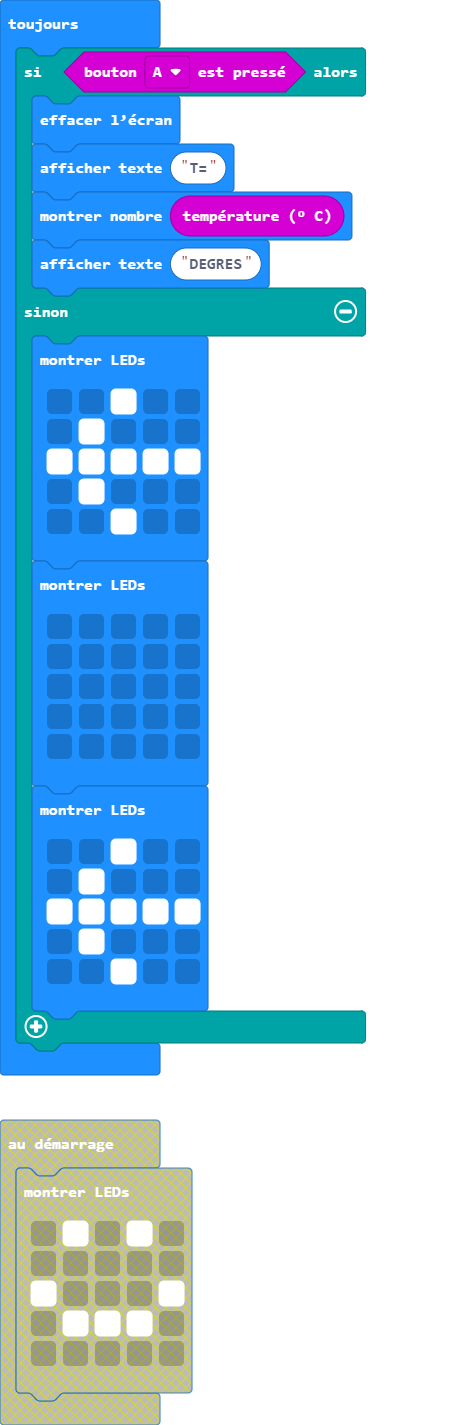 toujours
si bouton A est pressé alors
effacer l’écran
afficher texte "T="
montrer nombre température (º C)
afficher texte "DEGRES"
sinon
montrer LEDs
montrer LEDs
montrer LEDs
au démarrage
montrer LEDs